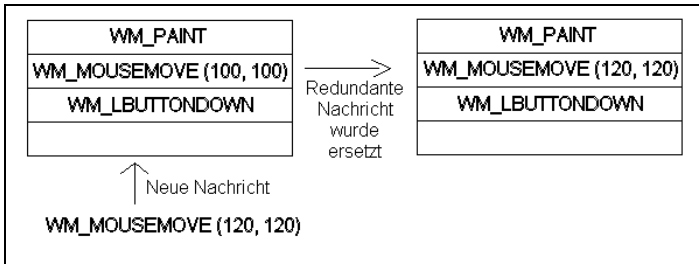 WM_PAINT
WM_MOUSEMOVE (100, 100)
WM_LBUTTONDOWN
Redundante
Nachricht
wurde
ersetzt
WM_PAINT
WM_MOUSEMOVE (120, 120)
WM_LBUTTONDOWN
Neue Nachricht
WM_MOUSEMOVE (120, 120)